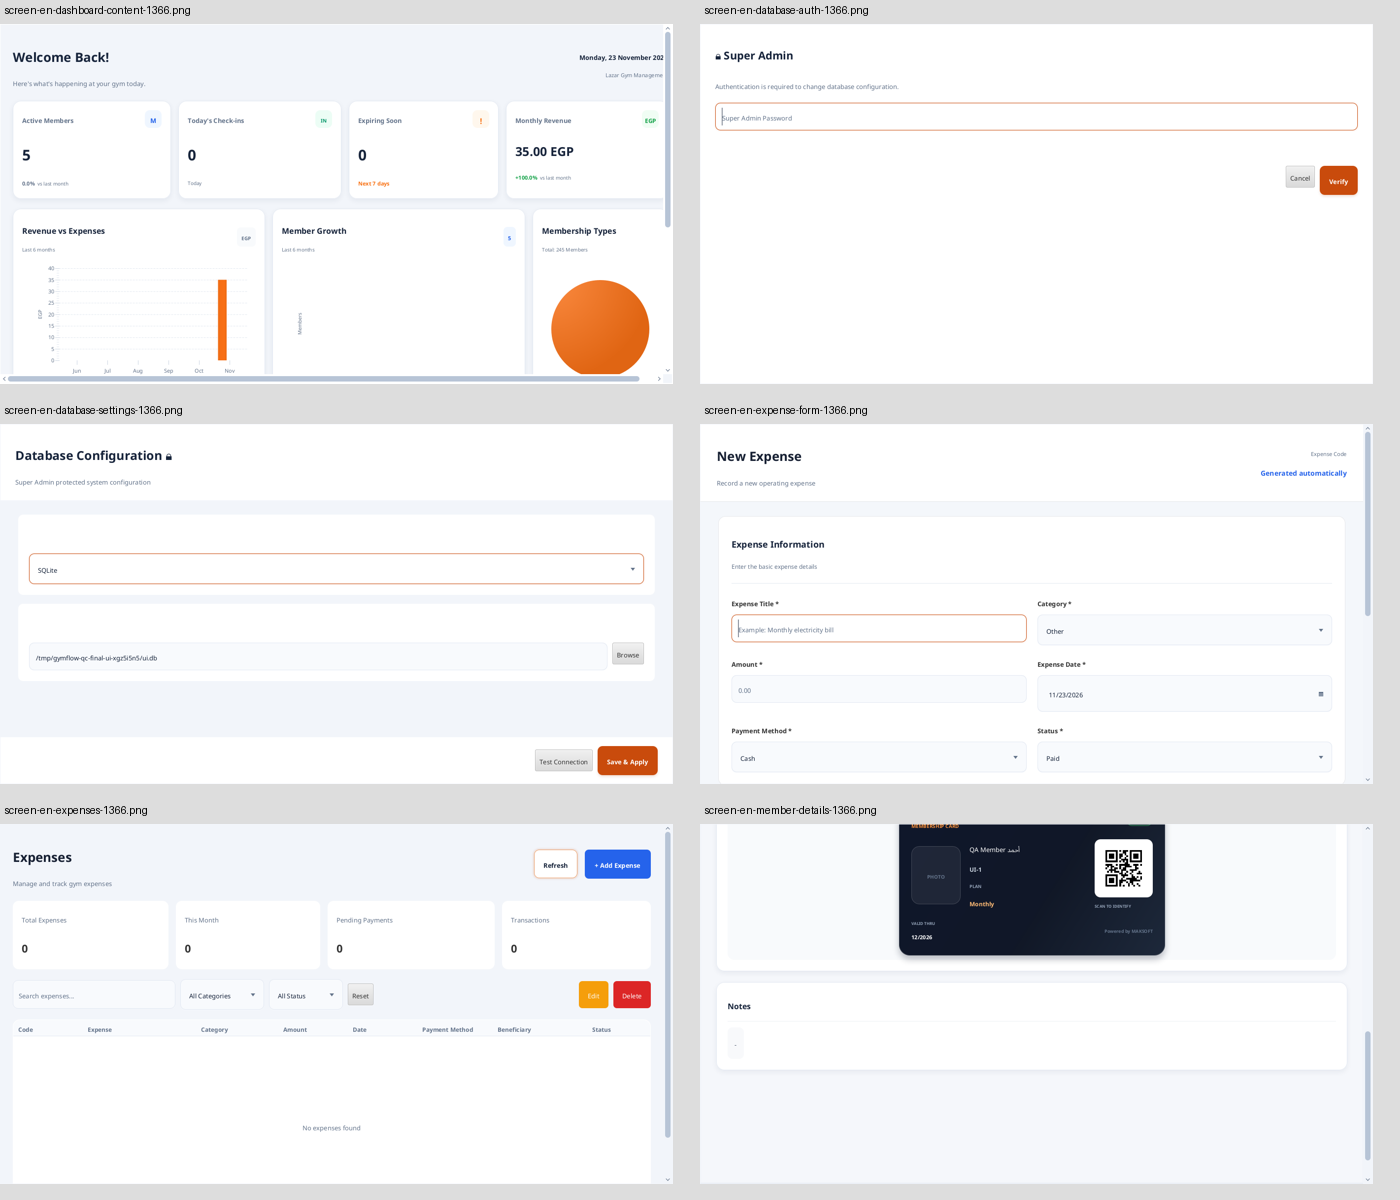 screen-en-dashboard-content-1366.png
Welcome Back!
Monday, 23 November 202
Here's what's happening at your gym today.
Lazar Gym Manageme
Active Members
M
5
0.0% vs last month
Today's Check-ins
IN
0
Today
Expiring Soon
!
0
Next 7 days
Monthly Revenue
EGP
35.00 EGP
+100.0% vs last month
Revenue vs Expenses
EGP
Last 6 months
40
35
30
25
20
15
10
5
0
EGP
Jun Jul Aug Sep Oct Nov
Member Growth
5
Last 6 months
Members
Membership Types
Total: 245 Members
screen-en-database-auth-1366.png
Super Admin
Authentication is required to change database configuration.
Super Admin Password
Cancel
Verify
screen-en-database-settings-1366.png
Database Configuration
Super Admin protected system configuration
SQLite
/tmp/gymflow-qc-final-ui-xgz5i5n5/ui.db
Browse
Test Connection
Save & Apply
screen-en-expense-form-1366.png
New Expense
Expense Code
Generated automatically
Record a new operating expense
Expense Information
Enter the basic expense details
Expense Title *
Category *
Example: Monthly electricity bill
Other
Amount *
Expense Date *
0.00
11/23/2026
Payment Method *
Status *
Cash
Paid
screen-en-expenses-1366.png
Expenses
Refresh
+ Add Expense
Manage and track gym expenses
Total Expenses
0
This Month
0
Pending Payments
0
Transactions
0
Search expenses...
All Categories
All Status
Reset
Edit
Delete
Code Expense Category Amount Date Payment Method Beneficiary Status
No expenses found
screen-en-member-details-1366.png
MEMBERSHIP CARD
QA Member أحمد
PHOTO
UI-1
PLAN
Monthly
SCAN TO IDENTIFY
VALID THRU
12/2026
Powered by MAXSOFT
Notes
-